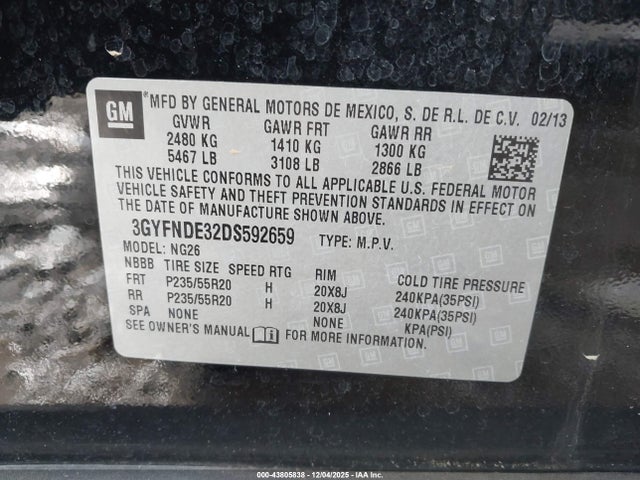 GM
MFD BY GENERAL MOTORS DE MEXICO, S. DE R.L. DE C.V. 02/13
GVWR GAWR FRT GAWR RR
2480 KG 1410 KG 1300 KG
5467 LB 3108 LB 2866 LB
THIS VEHICLE CONFORMS TO ALL APPLICABLE U.S. FEDERAL MOTOR
VEHICLE SAFETY AND THEFT PREVENTION STANDARDS IN EFFECT ON
THE DATE OF MANUFACTURE SHOWN ABOVE.
3GYFNDE32DS592659 TYPE: M.P.V.
MODEL: NG26
NBBB TIRE SIZE SPEED RTG RIM COLD TIRE PRESSURE
FRT P235/55R20 H 20X8J 240KPA(35PSI)
RR P235/55R20 H 20X8J 240KPA(35PSI)
SPA NONE NONE KPA(PSI)
SEE OWNER'S MANUAL FOR MORE INFORMATION.
000-43805838 - 12/04/2025 - IAA Inc.